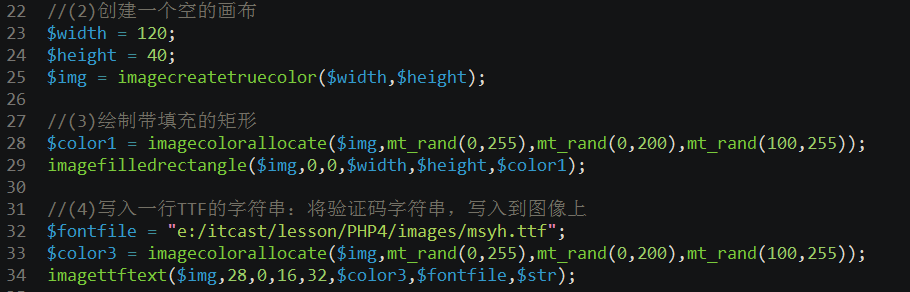 22 //(2)创建一个空的画布
23 $width = 120;
24 $height = 40;
25 $img = imagecreatetruecolor($width,$height);
26
27 //(3)绘制带填充的矩形
28 $color1 = imagecolorallocate($img,mt_rand(0,255),mt_rand(0,200),mt_rand(100,255));
29 imagefilledrectangle($img,0,0,$width,$height,$color1);
30
31 //(4)写入一行TTF的字符串：将验证码字符串，写入到图像上
32 $fontfile = "e:/itcast/lesson/PHP4/images/msyh.ttf";
33 $color3 = imagecolorallocate($img,mt_rand(0,255),mt_rand(0,200),mt_rand(100,255));
34 imagettftext($img,28,0,16,32,$color3,$fontfile,$str);